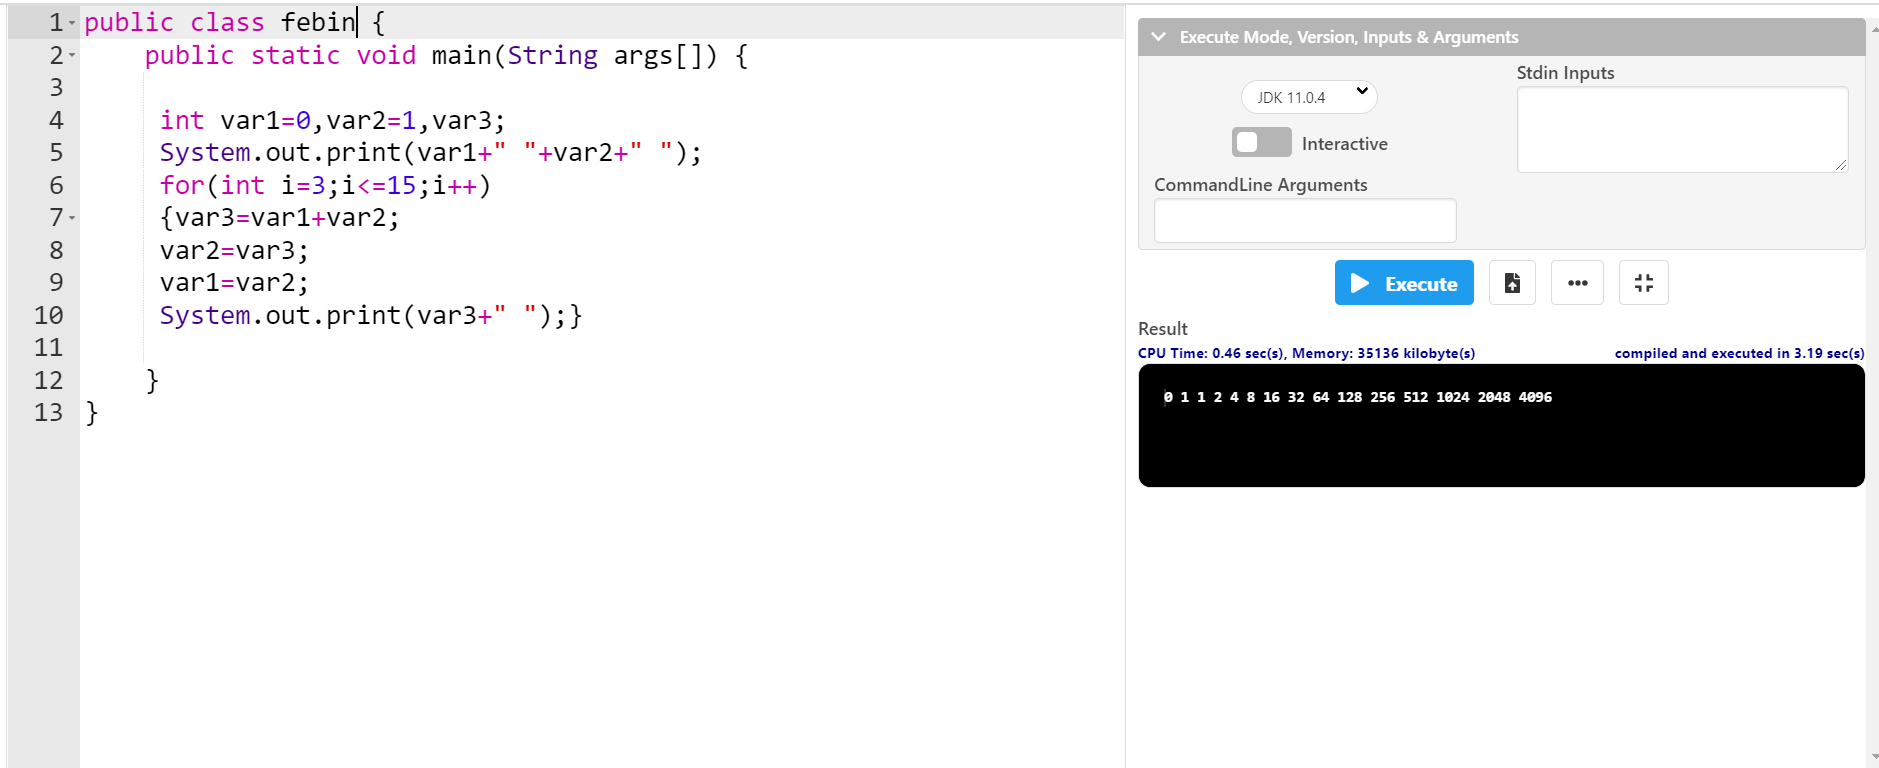 1 public class febin {
2 public static void main(String args[]) {
3
4 int var1=0,var2=1,var3;
5 System.out.print(var1+" "+var2+" ");
6 for(int i=3;i<=15;i++)
7 {var3=var1+var2;
8 var2=var3;
9 var1=var2;
10 System.out.print(var3+" ");}
11
12 }
13 }
Execute Mode, Version, Inputs & Arguments
JDK 11.0.4
Interactive
Stdin Inputs
CommandLine Arguments
Execute
Result
CPU Time: 0.46 sec(s), Memory: 35136 kilobyte(s)
compiled and executed in 3.19 sec(s)
0 1 1 2 4 8 16 32 64 128 256 512 1024 2048 4096